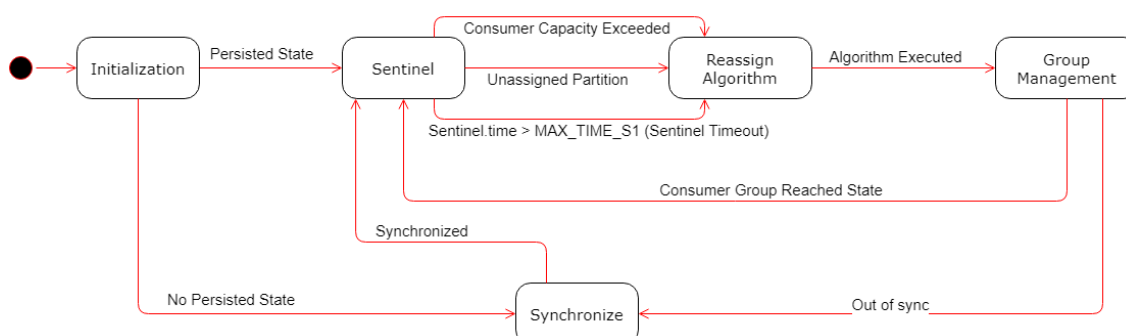 Consumer Capacity Exceeded
Persisted State
Initialization
Sentinel
Reassign
Algorithm
Algorithm Executed
Group
Management
Unassigned Partition
Sentinel.time > MAX_TIME_S1 (Sentinel Timeout)
Consumer Group Reached State
Synchronized
No Persisted State
Out of sync
Synchronize